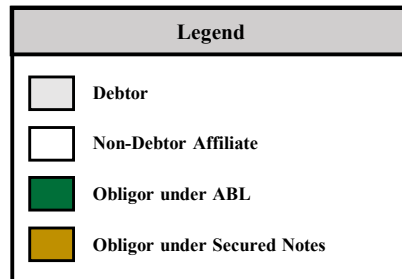 Legend
Debtor
Non-Debtor Affiliate
Obligor under ABL
Obligor under Secured Notes